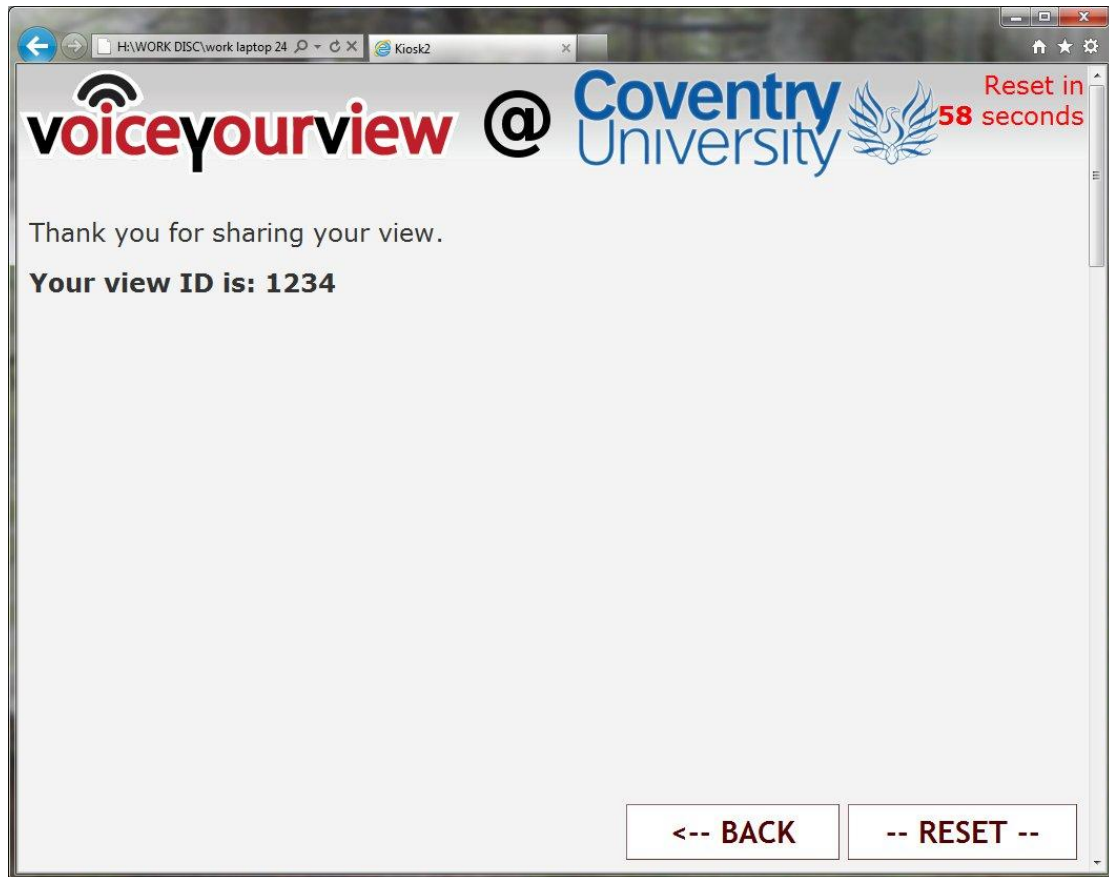 H:\WORK DISC\work laptop 24
Kiosk2
voiceyourview @ Coventry University
Reset in
58 seconds
Thank you for sharing your view.
Your view ID is: 1234
<-- BACK
-- RESET --